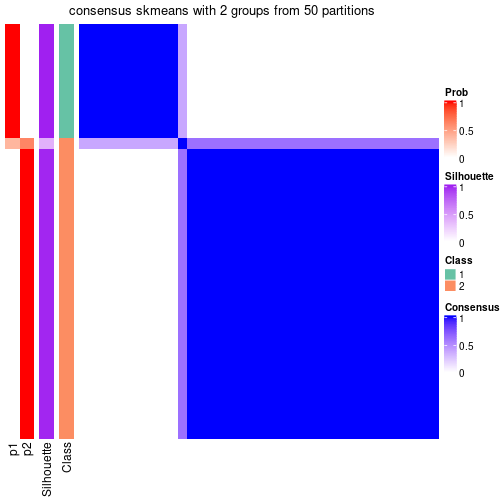 consensus skmeans with 2 groups from 50 partitions
Prob
1
0.5
0
Silhouette
1
0.5
0
Class
1
2
Consensus
1
0.5
0
p1
p2
Silhouette
Class